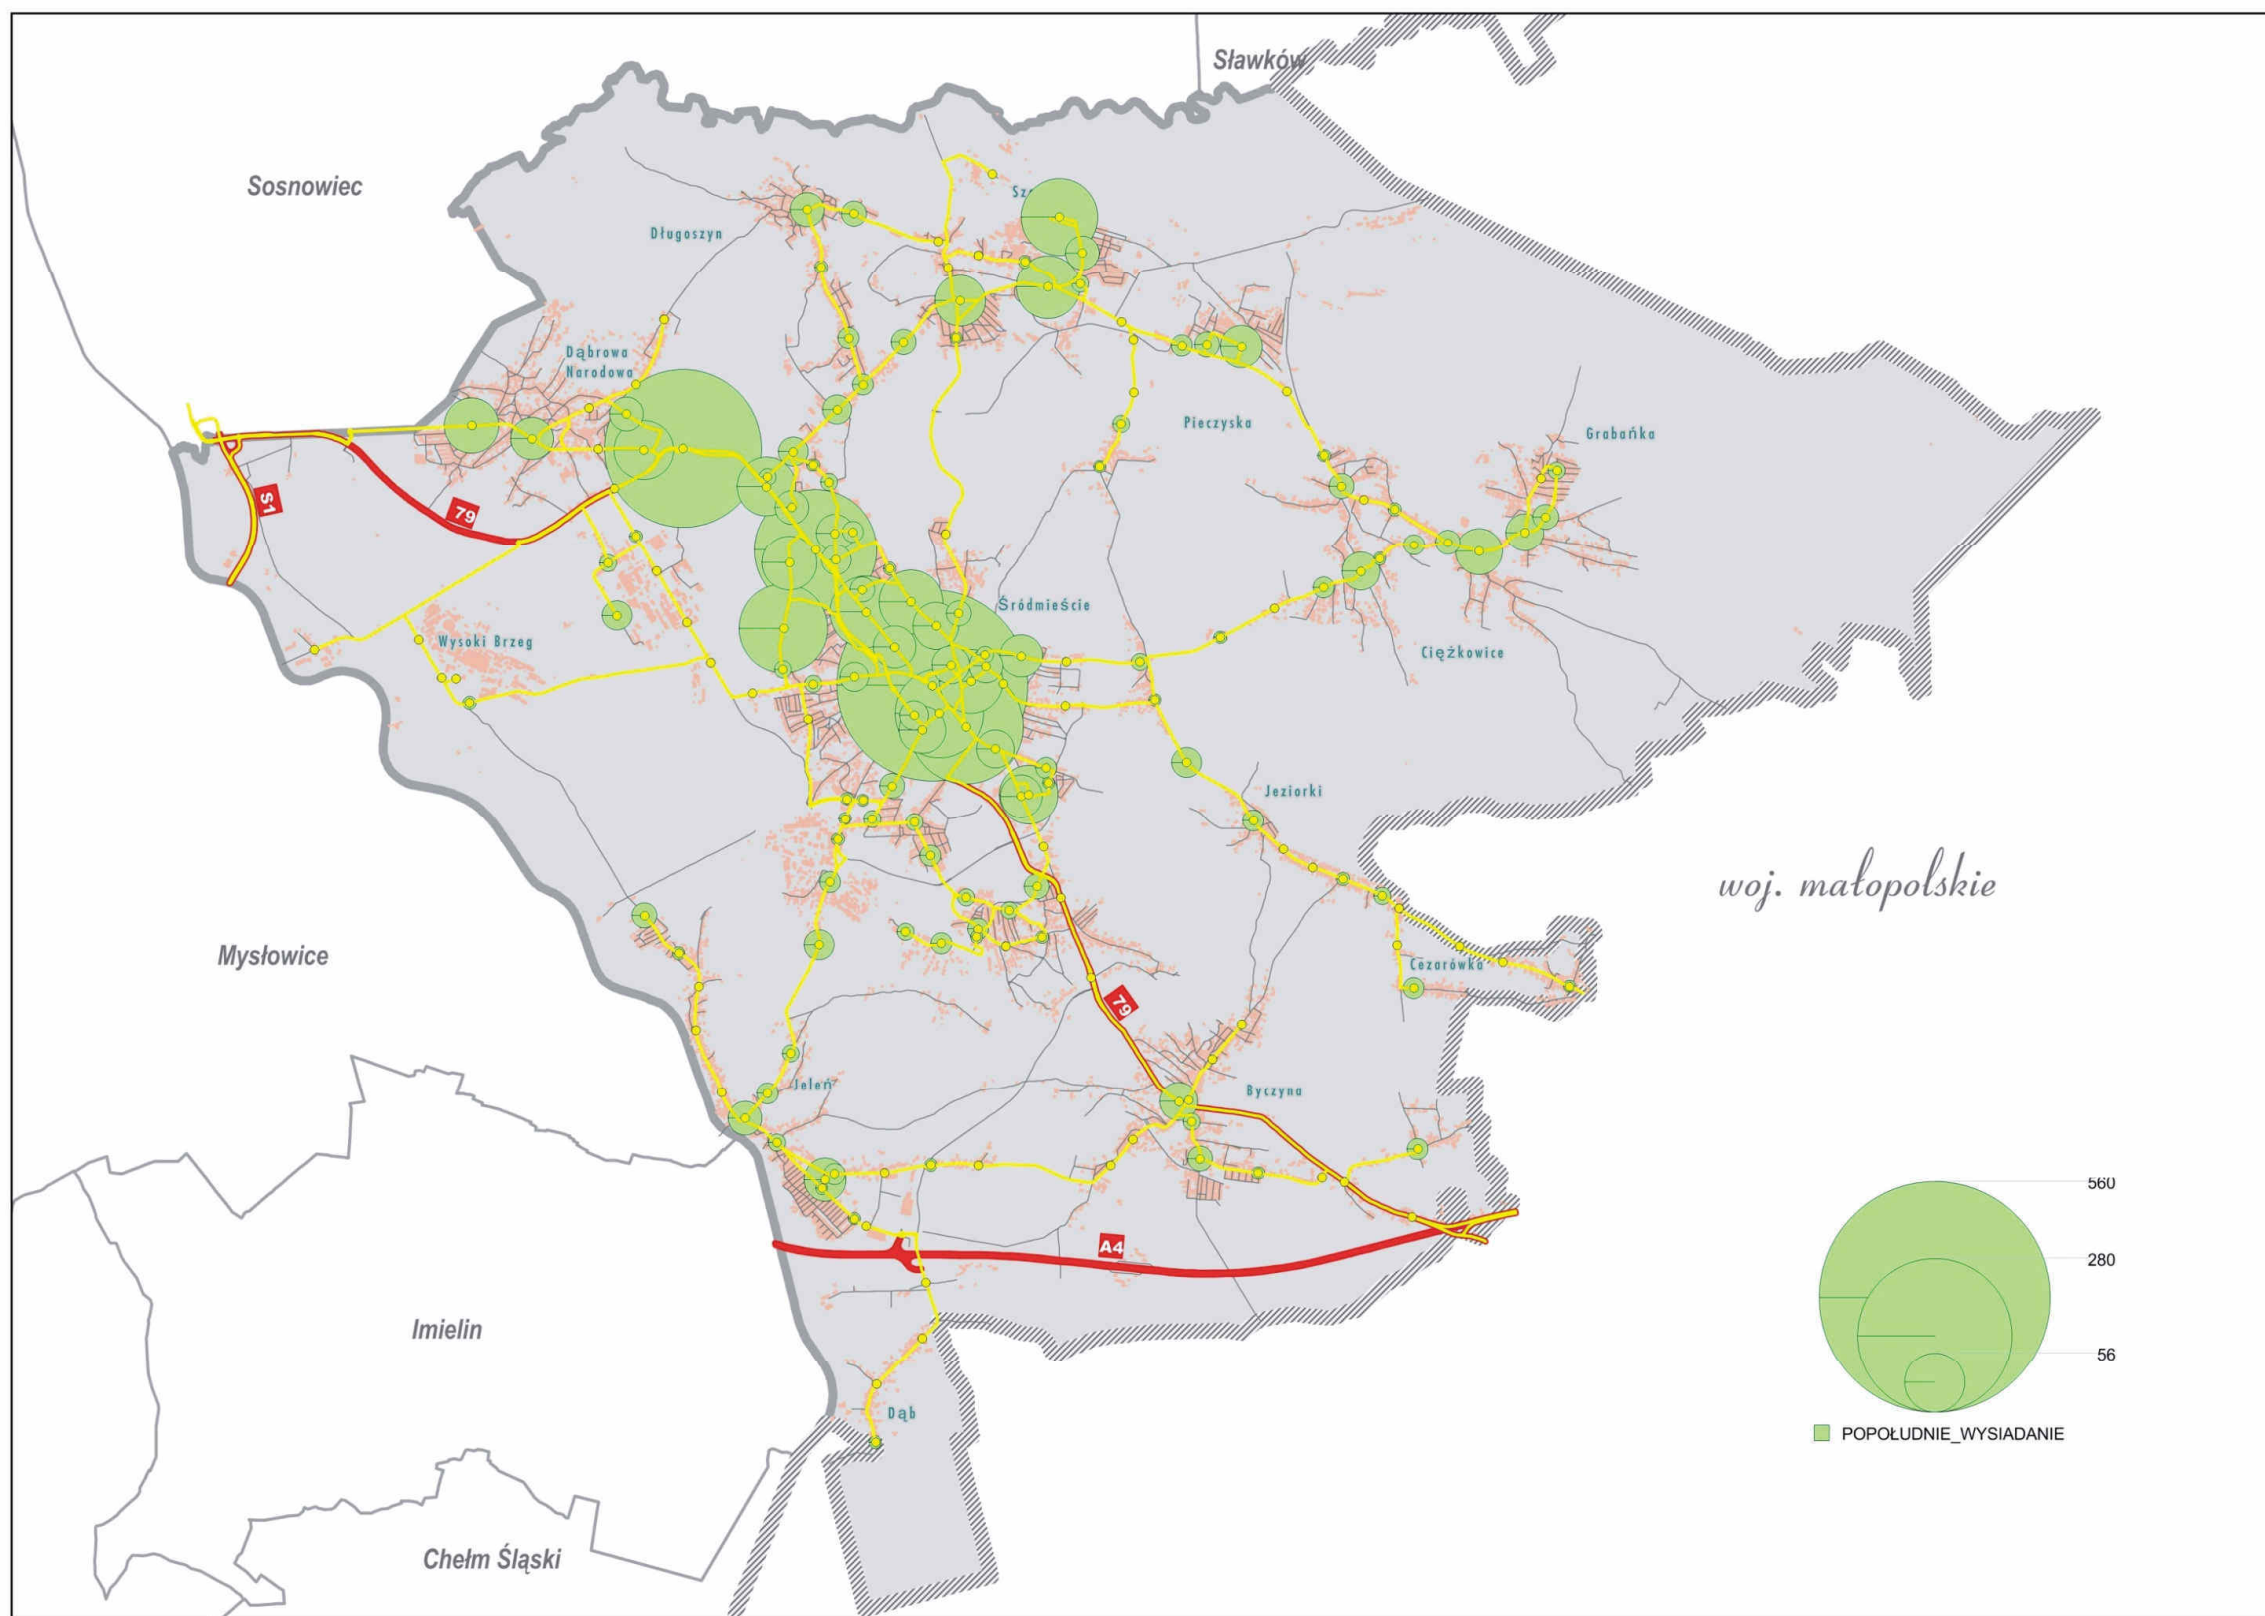 Sławków
Sosnowiec
Długoszyn
Dąbrowa
Narodowa
Pieczyska
Grabańka
S1
79
Śródmieście
Wysoki Brzeg
Ciężkowice
Jeziorki
woj. małopolskie
Mysłowice
Cezarówka
79
Jeleń
Byczyna
A4
560
280
56
Imielin
Dąb
POPOŁUDNIE_WYSIADANIE
Chełm Śląski